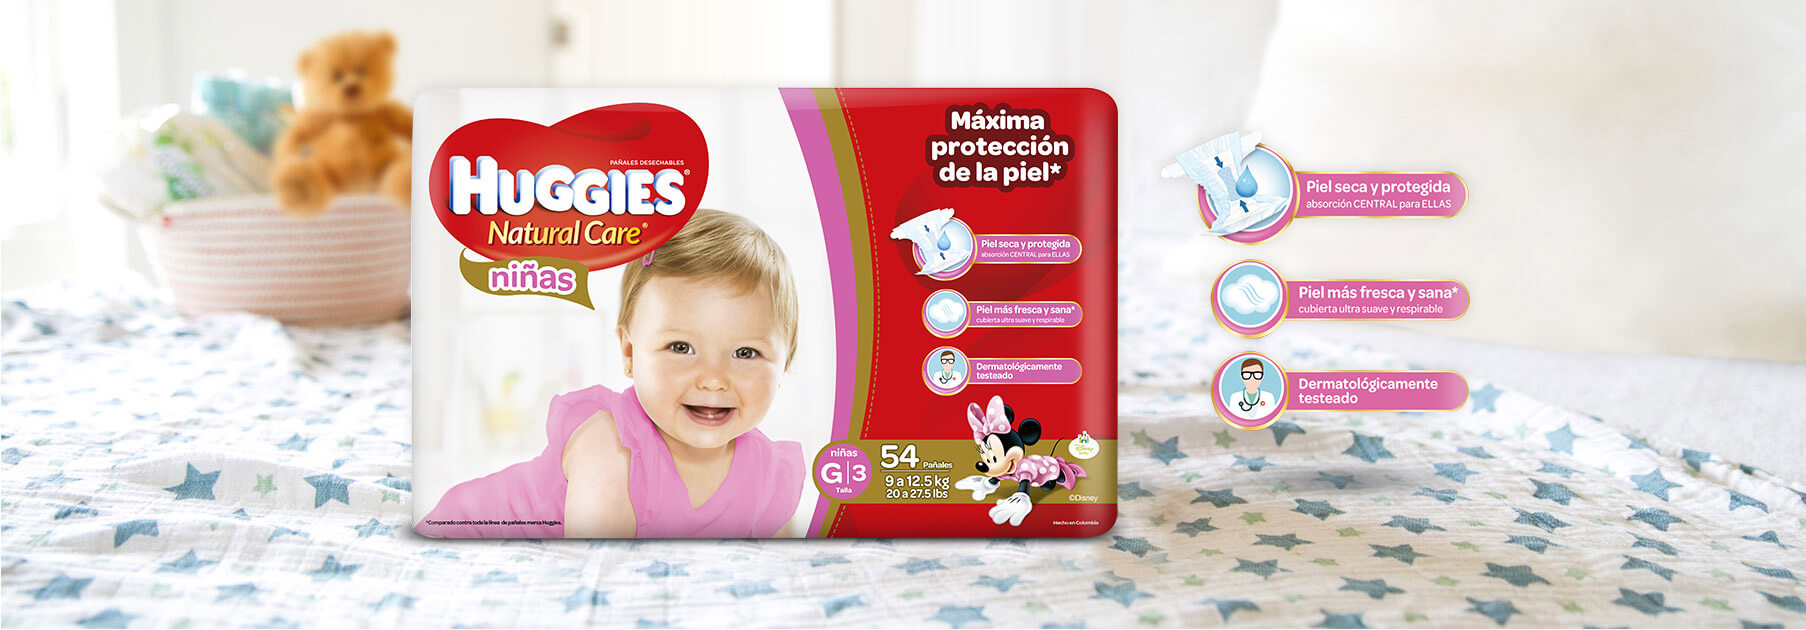 PAÑALES DESECHABLES
HUGGIES®
Natural Care®
niñas
Máxima
protección
de la piel*
Piel seca y protegida
absorción CENTRAL para ELLAS
Piel más fresca y sana*
cubierta ultra suave y respirable
Dermatológicamente
testeado
niñas
G|3
Talla
54 Pañales
9 a 12.5 kg
20 a 27.5 lbs
©Disney
*Comparado contra toda la línea de pañales marca Huggies.
Hecho en Colombia
Piel seca y protegida
absorción CENTRAL para ELLAS
Piel más fresca y sana*
cubierta ultra suave y respirable
Dermatológicamente
testeado